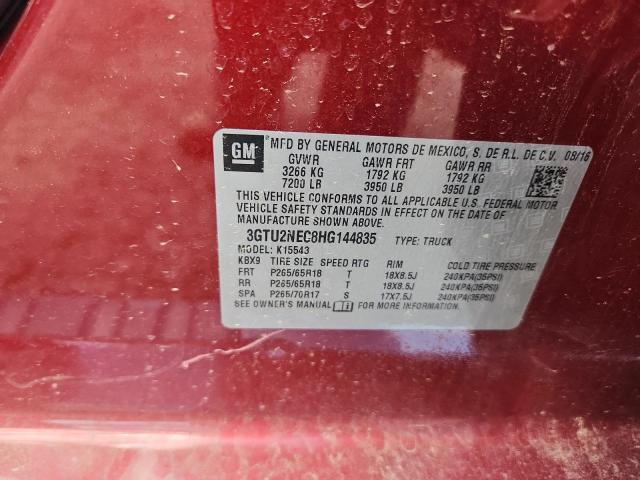 GM
MFD BY GENERAL MOTORS DE MEXICO, S. DE R.L. DE C.V. 09/16
GVWR GAWR FRT GAWR RR
3266 KG 1792 KG 1792 KG
7200 LB 3950 LB 3950 LB
THIS VEHICLE CONFORMS TO ALL APPLICABLE U.S. FEDERAL MOTOR
VEHICLE SAFETY STANDARDS IN EFFECT ON THE DATE OF
MANUFACTURE SHOWN ABOVE.
3GTU2NEC8HG144835 TYPE: TRUCK
MODEL: K15543
KBX9 TIRE SIZE SPEED RTG RIM COLD TIRE PRESSURE
FRT P265/65R18 T 18X8.5J 240KPA(35PSI)
RR P265/65R18 T 18X8.5J 240KPA(35PSI)
SPA P265/70R17 S 17X7.5J 240KPA(35PSI)
SEE OWNER'S MANUAL FOR MORE INFORMATION.